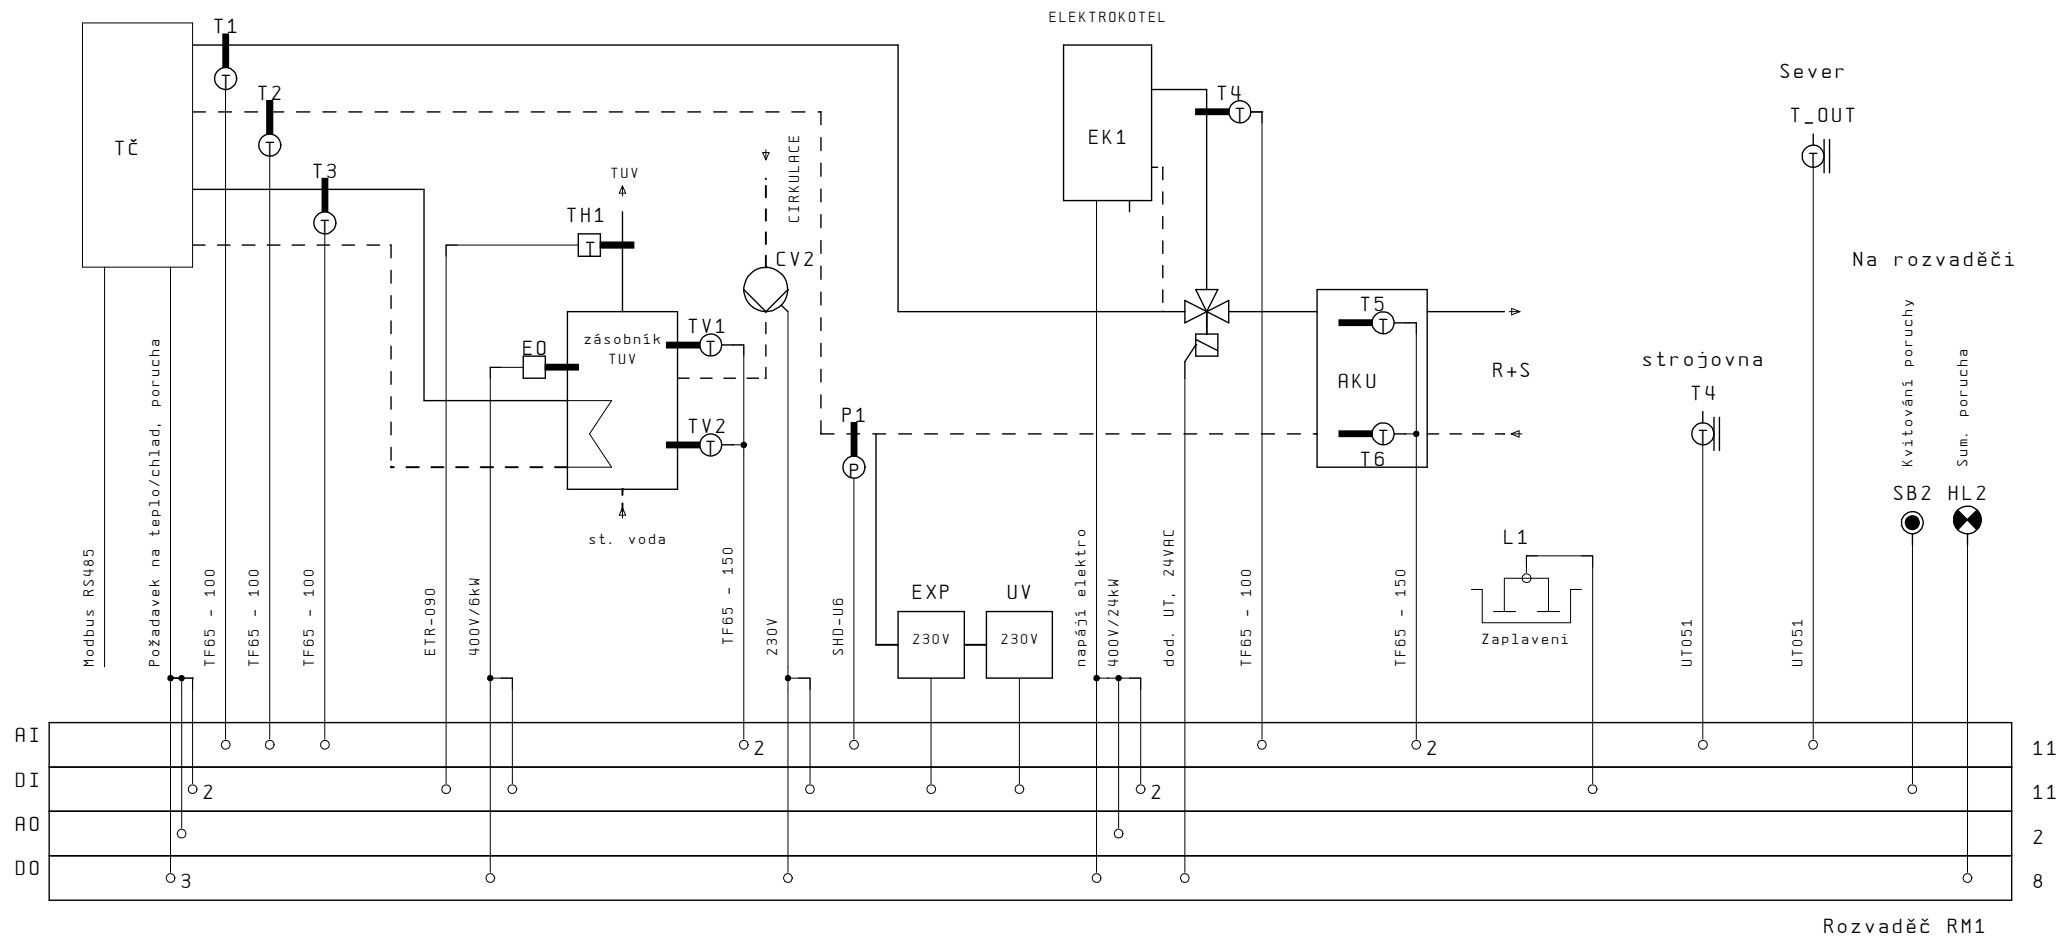 ELEKTROKOTEL
T1
Sever
T2
T4
T_OUT
TČ
EK1
CIRKULACE
T3
TUV
TH1
CV2
Na rozvaděči
T5
TV1
zásobník
TUV
EO
strojovna
R+S
AKU
T4
P1
TV2
T6
Kvitování poruchy
Sum. porucha
SB2
HL2
st. voda
L1
EXP
UV
230V
230V
Zaplaveni
Modbus RS485
Požadavek na teplo/chlad, porucha
TF65 - 100
TF65 - 100
TF65 - 100
ETR-090
400V/6kW
TF65 - 150
230V
SHD-U6
napájí elektro
400V/24kW
dod. UT, 24VAC
TF65 - 100
TF65 - 150
UT051
UT051
AI
2
2
11
DI
2
2
11
AO
2
DO
3
8
Rozvaděč RM1